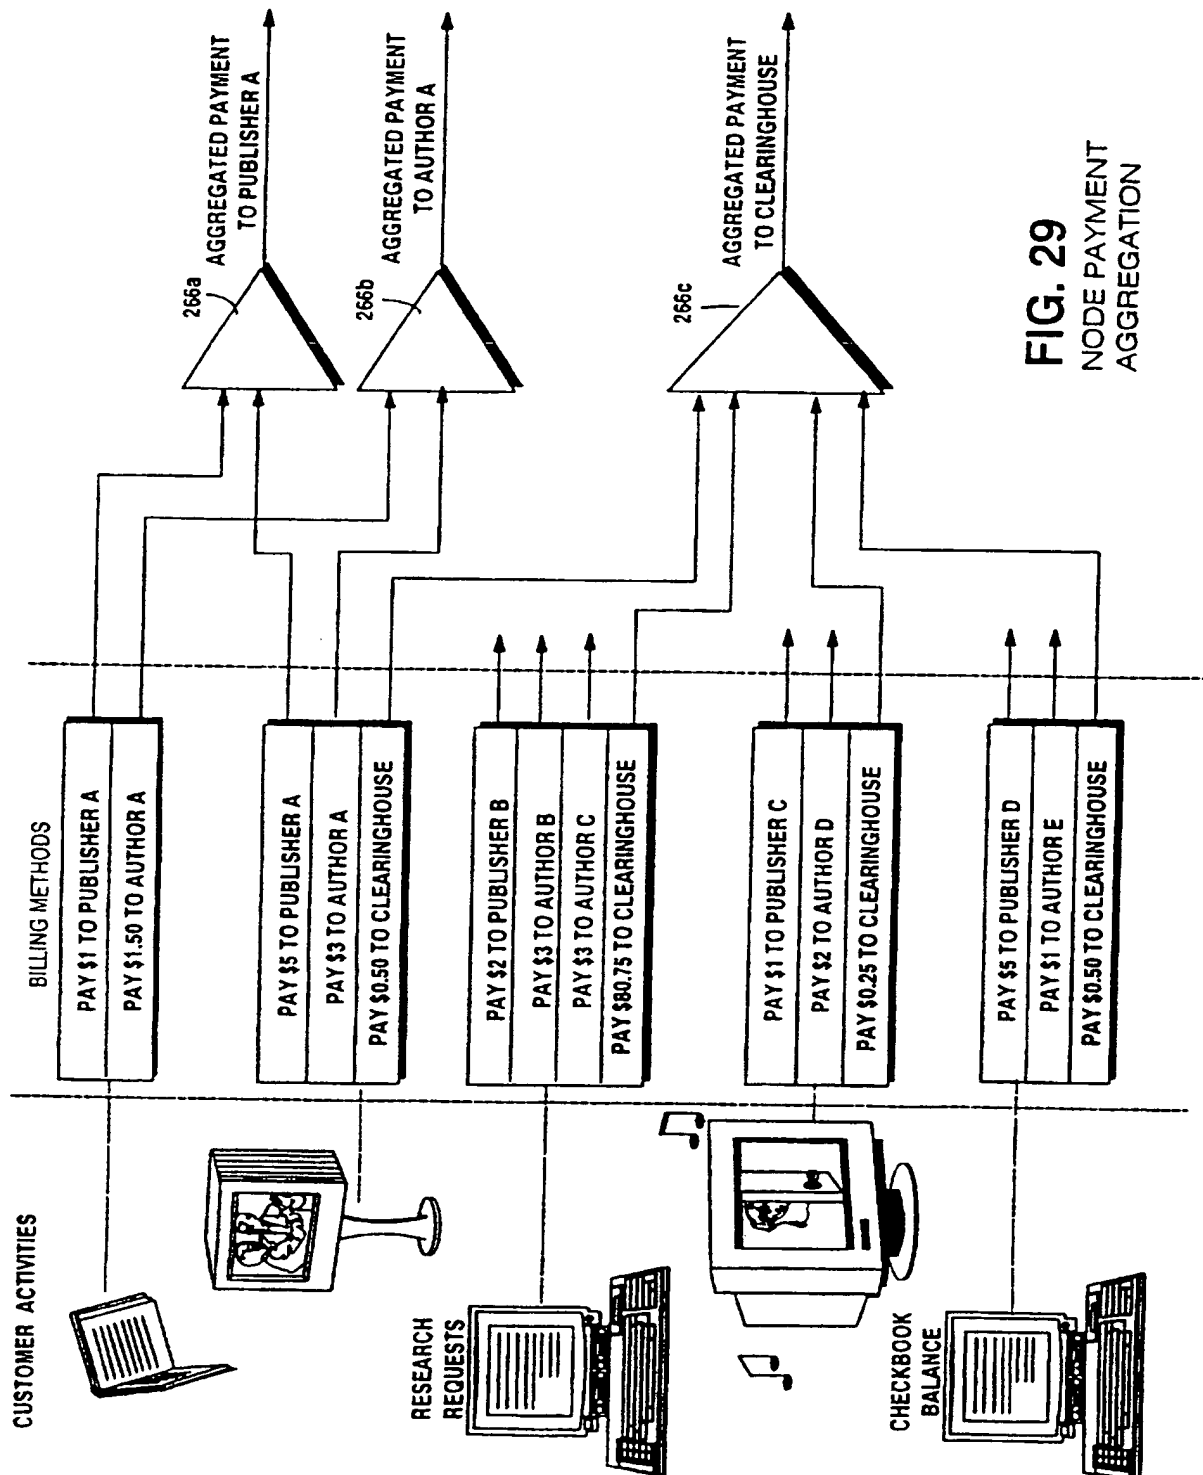 CUSTOMER ACTIVITIES
RESEARCH
REQUESTS
CHECKBOOK
BALANCE
BILLING METHODS
PAY $1 TO PUBLISHER A
PAY $1.50 TO AUTHOR A
PAY $5 TO PUBLISHER A
PAY $3 TO AUTHOR A
PAY $0.50 TO CLEARINGHOUSE
PAY $2 TO PUBLISHER B
PAY $3 TO AUTHOR B
PAY $3 TO AUTHOR C
PAY $80.75 TO CLEARINGHOUSE
PAY $1 TO PUBLISHER C
PAY $2 TO AUTHOR D
PAY $0.25 TO CLEARINGHOUSE
PAY $5 TO PUBLISHER D
PAY $1 TO AUTHOR E
PAY $0.50 TO CLEARINGHOUSE
266a
AGGREGATED PAYMENT
TO PUBLISHER A
266b
AGGREGATED PAYMENT
TO AUTHOR A
266c
AGGREGATED PAYMENT
TO CLEARINGHOUSE
FIG. 29
NODE PAYMENT
AGGREGATION